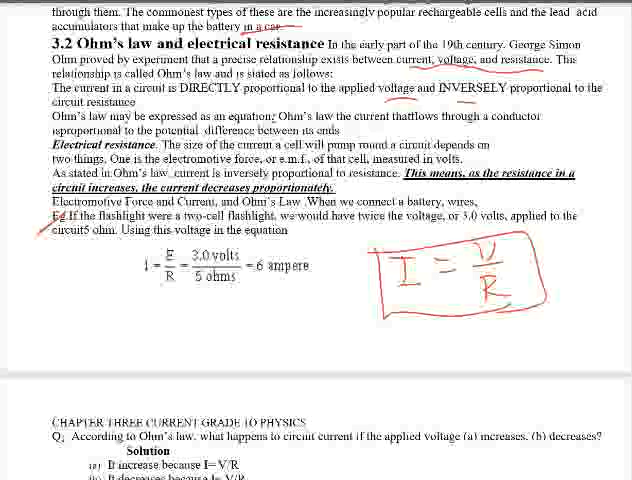 through them. The commonest types of these are the increasingly popular rechargeable cells and the lead acid
accumulators that make up the battery in a car
3.2 Ohm's law and electrical resistance In the early part of the 19th century, George Simon
Ohm proved by experiment that a precise relationship exists between current, voltage, and resistance. This
relationship is called Ohm's law and is stated as follows:
The current in a circuit is DIRECTLY proportional to the applied voltage and INVERSELY proportional to the
circuit resistance
Ohm's law may be expressed as an equation: Ohm's law the current thatflows through a conductor
isproportional to the potential difference between its ends
Electrical resistance. The size of the current a cell will pump round a circuit depends on
two things. One is the electromotive force, or e.m.f., of that cell, measured in volts.
As stated in Ohm's law, current is inversely proportional to resistance. This means, as the resistance in a
circuit increases, the current decreases proportionately.
Electromotive Force and Current, and Ohm's Law .When we connect a battery, wires,
Eg.If the flashlight were a two-cell flashlight, we would have twice the voltage, or 3.0 volts, applied to the
circuit5 ohm. Using this voltage in the equation
I = E/R = 3.0 volts/5 ohms = 6 ampere
I = V/R
CHAPTER THREE CURRENT GRADE 10 PHYSICS
Q: According to Ohm's law, what happens to circuit current if the applied voltage (a) increases, (b) decreases?
Solution
(a) It increase because I=V/R
(b) It decreases because I= V/R